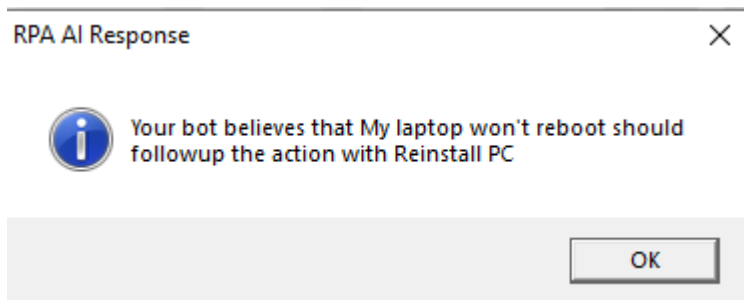 RPA AI Response
Your bot believes that My laptop won't reboot should
followup the action with Reinstall PC
OK